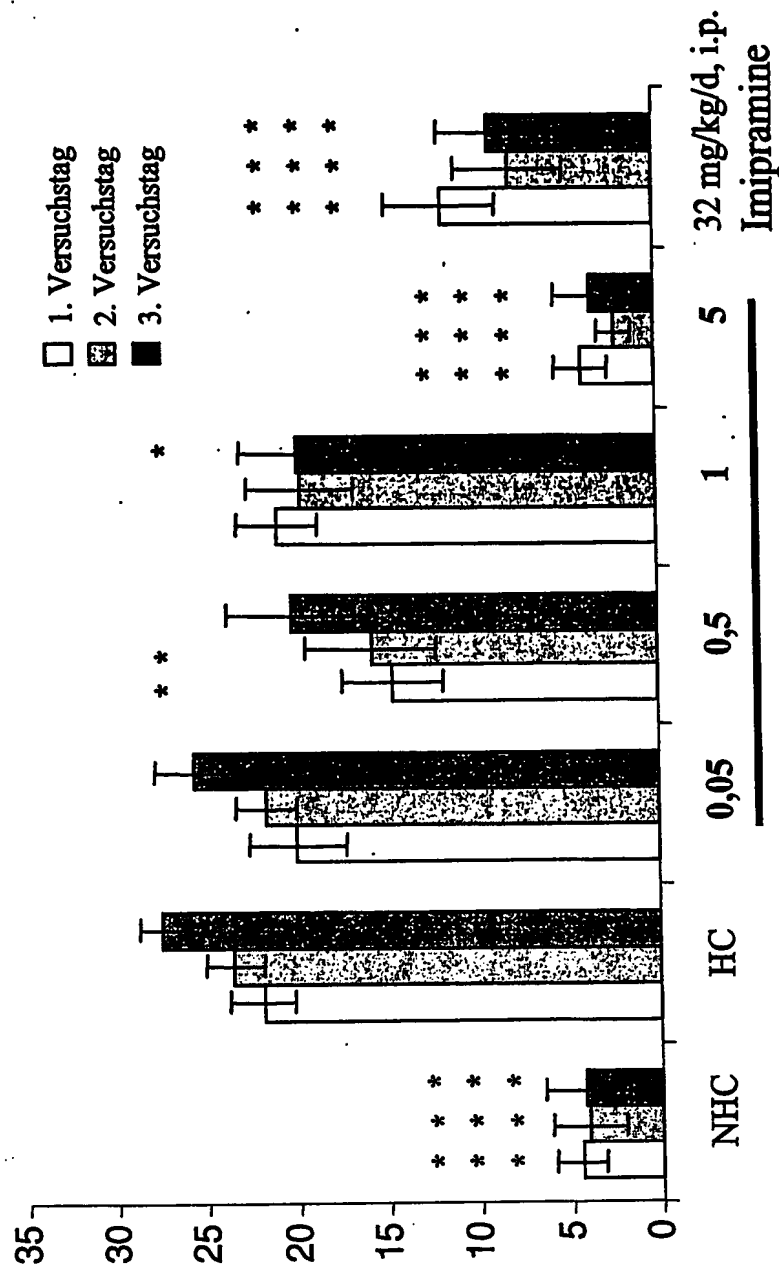 1. Versuchstag
2. Versuchstag
3. Versuchstag
35
30
25
20
15
10
5
0
* * *
* * *
* * *
* *
*
* * *
* * *
* * *
* * *
* * *
* * *
NHC
HC
0,05
0,5
1
5
32 mg/kg/d, i.p.
Imipramine